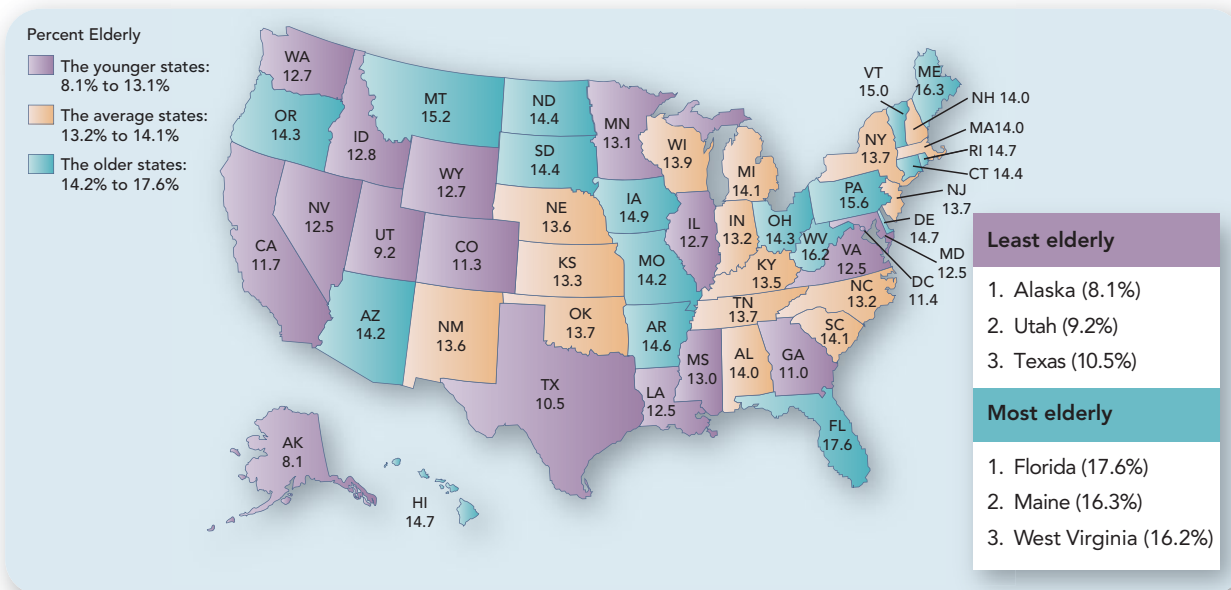 Percent Elderly
The younger states:
8.1% to 13.1%
The average states:
13.2% to 14.1%
The older states:
14.2% to 17.6%
WA
12.7
OR
14.3
ID
12.8
MT
15.2
ND
14.4
SD
14.4
MN
13.1
WI
13.9
MI
14.1
NY
13.7
VT
15.0
ME
16.3
NH 14.0
MA14.0
RI 14.7
CT 14.4
NJ
13.7
DE
14.7
MD
12.5
DC
11.4
PA
15.6
WY
12.7
NE
13.6
IA
14.9
IL
12.7
IN
13.2
OH
14.3
WV
16.2
VA
12.5
CA
11.7
NV
12.5
UT
9.2
CO
11.3
KS
13.3
MO
14.2
KY
13.5
NC
13.2
TN
13.7
SC
14.1
AZ
14.2
NM
13.6
OK
13.7
AR
14.6
MS
13.0
AL
14.0
GA
11.0
TX
10.5
LA
12.5
FL
17.6
AK
8.1
HI
14.7
Least elderly
1. Alaska (8.1%)
2. Utah (9.2%)
3. Texas (10.5%)
Most elderly
1. Florida (17.6%)
2. Maine (16.3%)
3. West Virginia (16.2%)